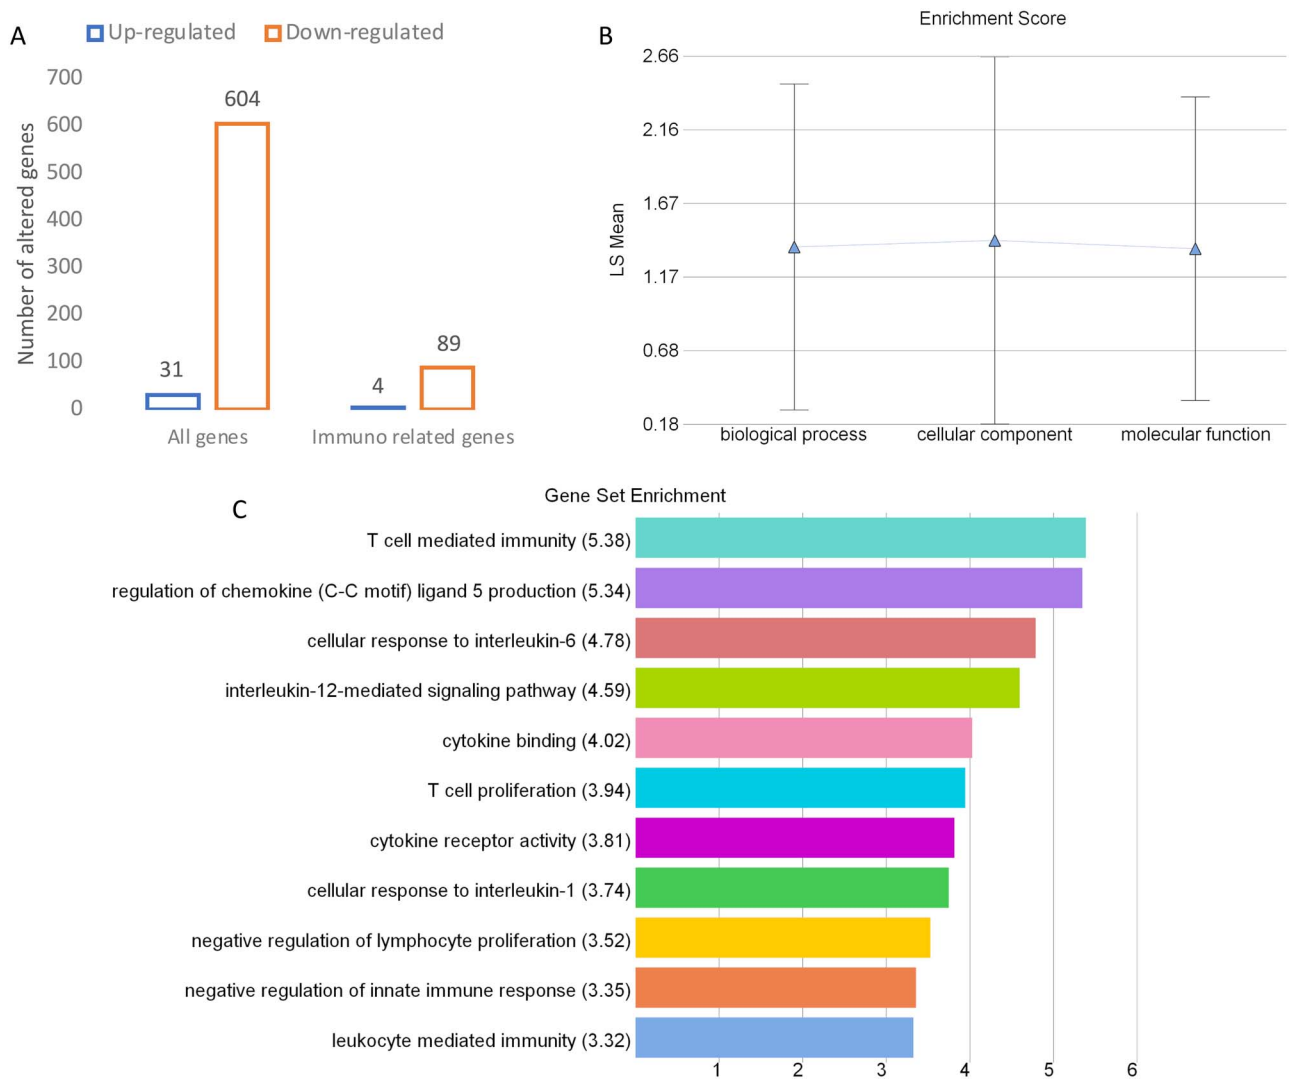 A
Up-regulated
Down-regulated
Number of altered genes
700
600
500
400
300
200
100
0
604
31
89
4
All genes
Immuno related genes
B
Enrichment Score
LS Mean
2.66
2.16
1.67
1.17
0.68
0.18
biological process
cellular component
molecular function
C
Gene Set Enrichment
T cell mediated immunity (5.38)
regulation of chemokine (C-C motif) ligand 5 production (5.34)
cellular response to interleukin-6 (4.78)
interleukin-12-mediated signaling pathway (4.59)
cytokine binding (4.02)
T cell proliferation (3.94)
cytokine receptor activity (3.81)
cellular response to interleukin-1 (3.74)
negative regulation of lymphocyte proliferation (3.52)
negative regulation of innate immune response (3.35)
leukocyte mediated immunity (3.32)
1
2
3
4
5
6